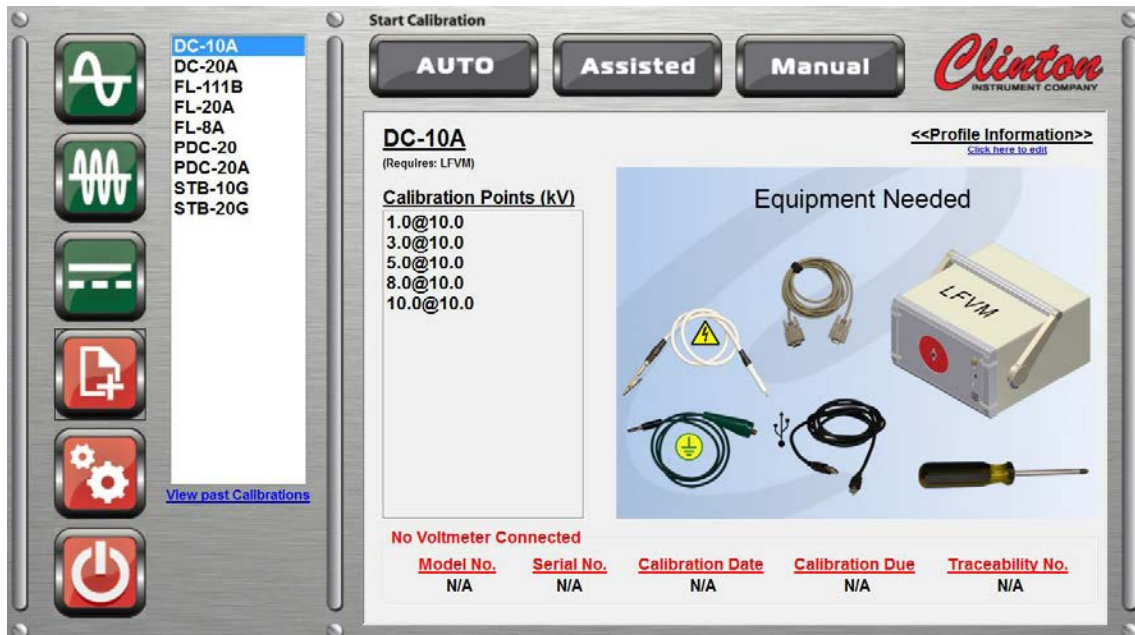 Start Calibration
AUTO
Assisted
Manual
Clinton
INSTRUMENT COMPANY
DC-10A
DC-20A
FL-111B
FL-20A
FL-8A
PDC-20
PDC-20A
STB-10G
STB-20G
View past Calibrations
DC-10A
(Requires: LFVM)
<<Profile Information>>
Click here to edit
Calibration Points (kV)
1.0@10.0
3.0@10.0
5.0@10.0
8.0@10.0
10.0@10.0
Equipment Needed
LFVM
No Voltmeter Connected
Model No. Serial No. Calibration Date Calibration Due Traceability No.
N/A N/A N/A N/A N/A